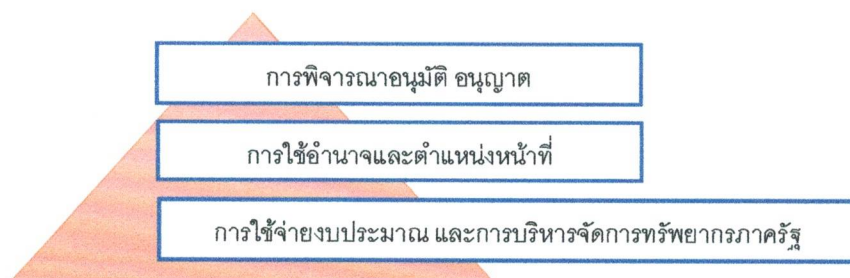 การพิจารณาอนุมัติ อนุญาต
การใช้อำนาจและตำแหน่งหน้าที่
การใช้จ่ายงบประมาณ และการบริหารจัดการทรัพยากรภาครัฐ